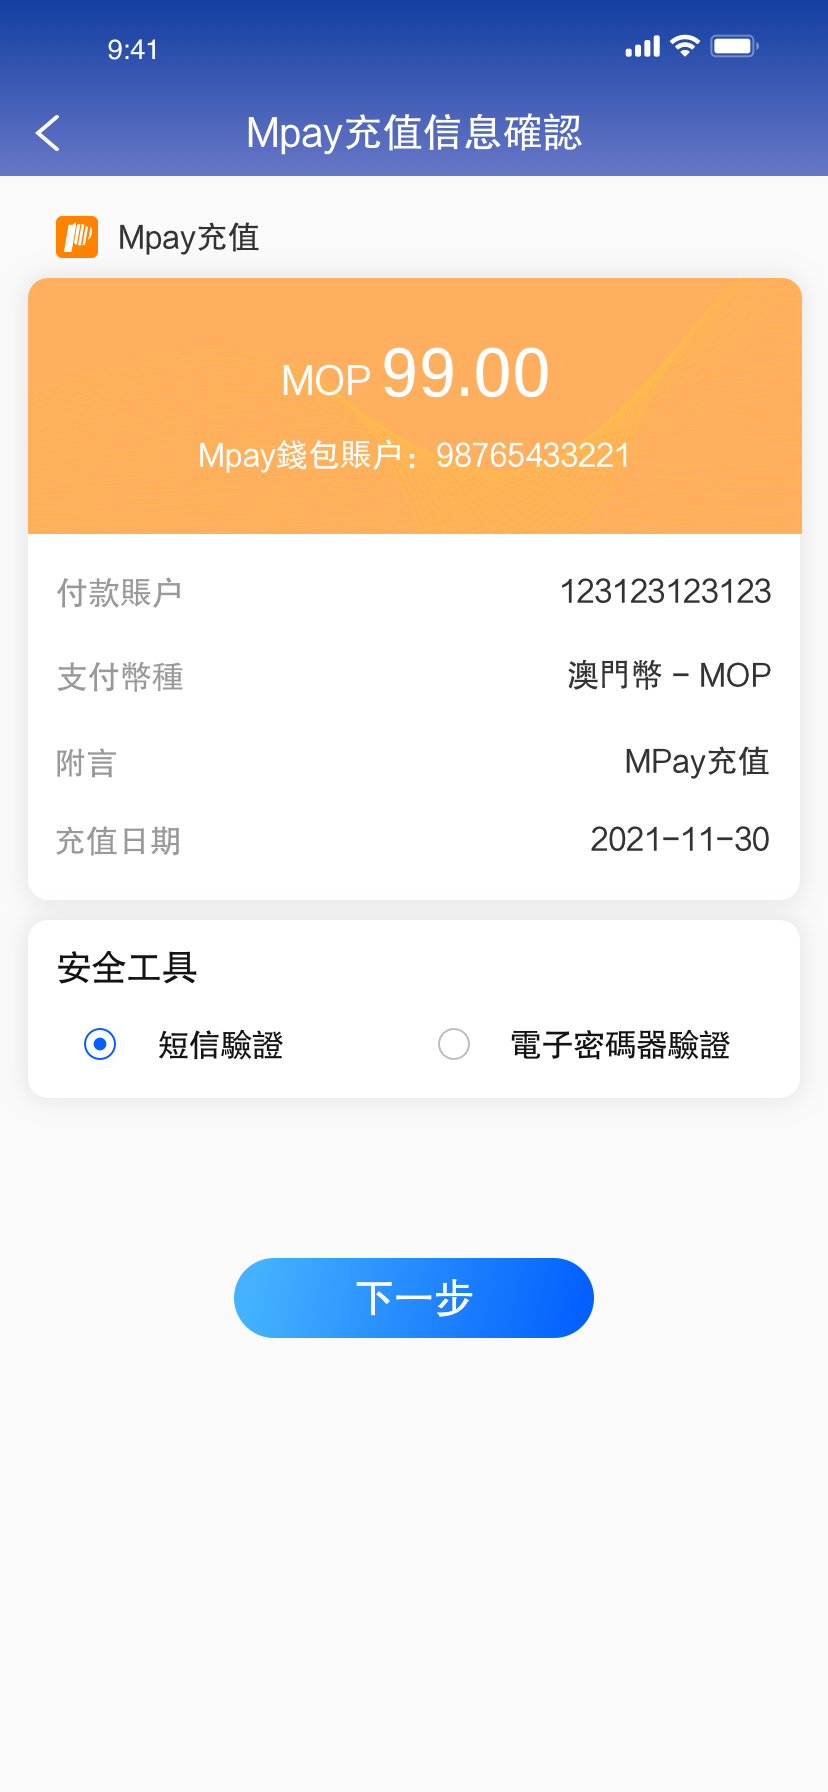 9:41
Mpay充值信息確認
Mpay充值
MOP 99.00
Mpay錢包賬户：98765433221
付款賬户 123123123123
支付幣種 澳門幣 - MOP
附言 MPay充值
充值日期 2021-11-30
安全工具
短信驗證 電子密碼器驗證
下一步